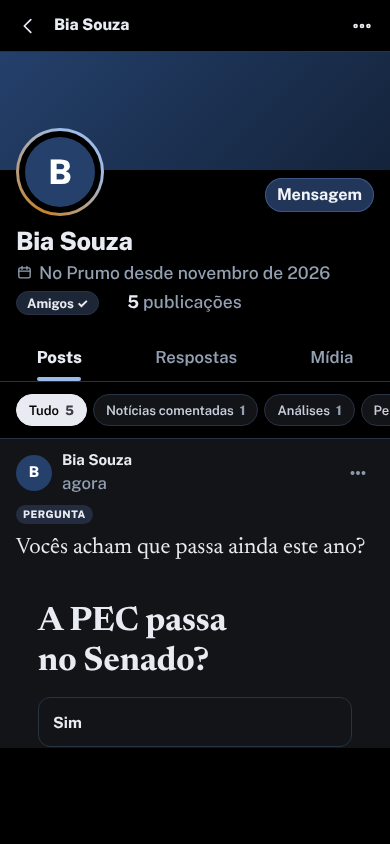 Bia Souza
B
Mensagem
Bia Souza
No Prumo desde novembro de 2026
Amigos ✓ 5 publicações
Posts Respostas Mídia
Tudo 5 Notícias comentadas 1 Análises 1 Pe
B
Bia Souza
agora
PERGUNTA
Vocês acham que passa ainda este ano?
A PEC passa
no Senado?
Sim